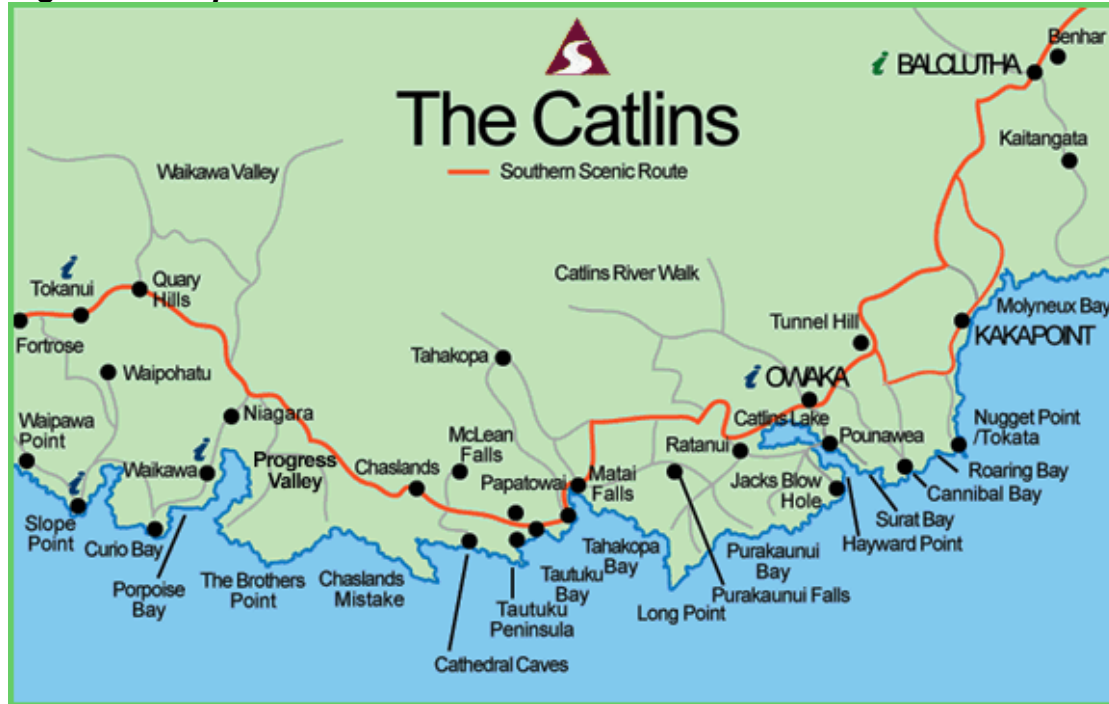 The Catlins
Southern Scenic Route
Benhar
i BALCLUTHA
Kaitangata
Waikawa Valley
i
Tokanui
Quary
Hills
Fortrose
Waipohatu
Catlins River Walk
Tunnel Hill
Molyneux Bay
KAKAPOINT
Tahakopa
i OWAKA
Catlins Lake
Niagara
Waipawa
Point
i
Waikawa
Progress
Valley
McLean
Falls
Chaslands
Papatowai
Matai
Falls
Ratanui
Pounawea
Nugget Point
/Tokata
Roaring Bay
Cannibal Bay
Jacks Blow
Hole
Surat Bay
Hayward Point
i
Slope
Point
Curio Bay
Porpoise
Bay
The Brothers
Point
Chaslands
Mistake
Tahakopa
Bay
Tautuku
Bay
Purakaunui
Bay
Purakaunui Falls
Long Point
Tautuku
Peninsula
Cathedral Caves